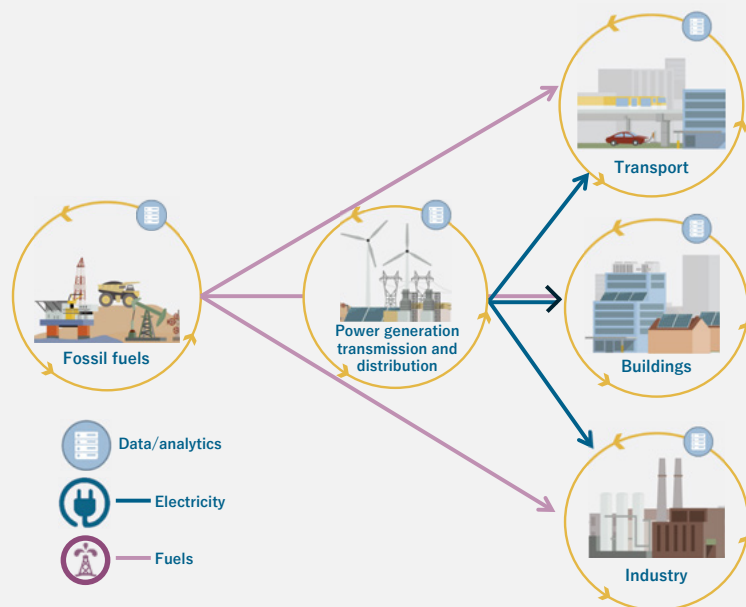 Transport
Power generation
transmission and
distribution
Fossil fuels
Buildings
Data/analytics
Electricity
Fuels
Industry